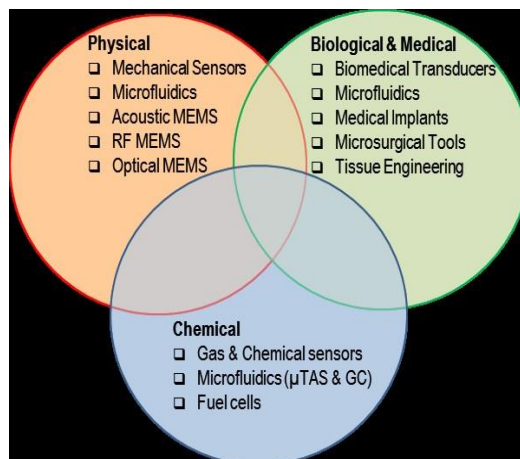 Physical
❑ Mechanical Sensors
❑ Microfluidics
❑ Acoustic MEMS
❑ RF MEMS
❑ Optical MEMS
Biological & Medical
❑ Biomedical Transducers
❑ Microfluidics
❑ Medical Implants
❑ Microsurgical Tools
❑ Tissue Engineering
Chemical
❑ Gas & Chemical sensors
❑ Microfluidics (µTAS & GC)
❑ Fuel cells